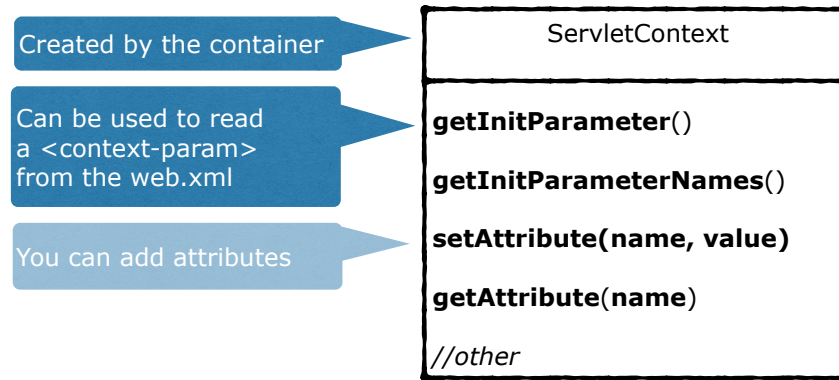 Created by the container
ServletContext
Can be used to read
a <context-param>
from the web.xml
getInitParameter()
getInitParameterNames()
You can add attributes
setAttribute(name, value)
getAttribute(name)
//other